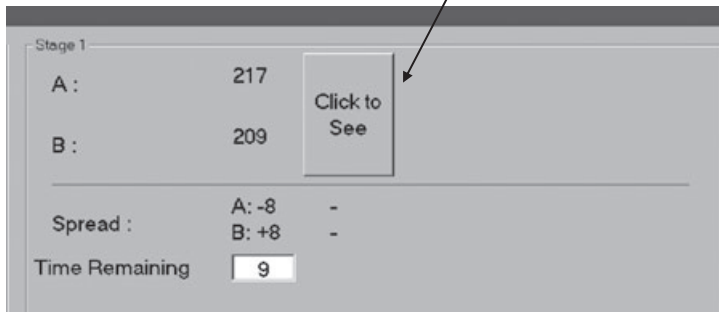 Stage 1
A : 217
Click to
See
B : 209
Spread : A: -8 -
B: +8 -
Time Remaining 9